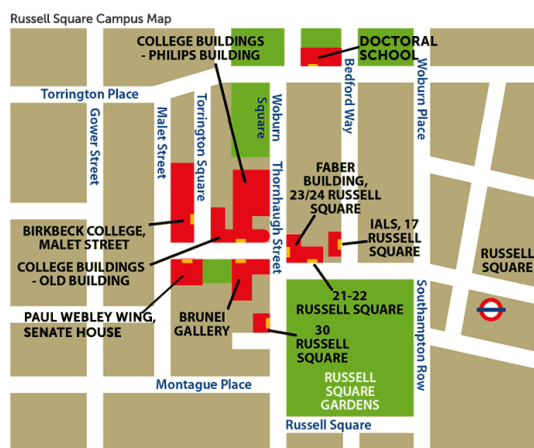 Russell Square Campus Map
COLLEGE BUILDINGS
- PHILIPS BUILDING
DOCTORAL
SCHOOL
Torrington Place
Gower Street
Malet Street
Torrington
Square
Woburn
Square
Thornhaugh Street
Bedford Way
Woburn Place
FABER
BUILDING,
23/24 RUSSELL
SQUARE
BIRKBECK COLLEGE,
MALET STREET
IALS, 17
RUSSELL
SQUARE
RUSSELL
SQUARE
COLLEGE BUILDINGS
- OLD BUILDING
PAUL WEBLEY WING,
SENATE HOUSE
BRUNEI
GALLERY
21-22
RUSSELL SQUARE
30
RUSSELL
SQUARE
Southampton Row
Montague Place
RUSSELL
SQUARE
GARDENS
Russell Square